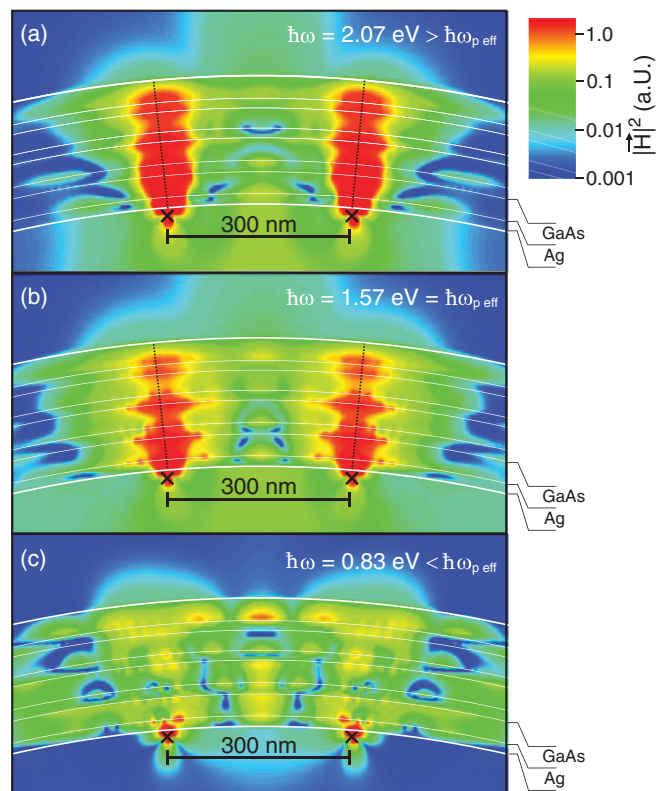 (a) ħω = 2.07 eV > ħωp eff
300 nm
GaAs
Ag
1.0
0.1
0.01
0.001
|H|² (a.U.)
(b) ħω = 1.57 eV = ħωp eff
300 nm
GaAs
Ag
(c) ħω = 0.83 eV < ħωp eff
300 nm
GaAs
Ag